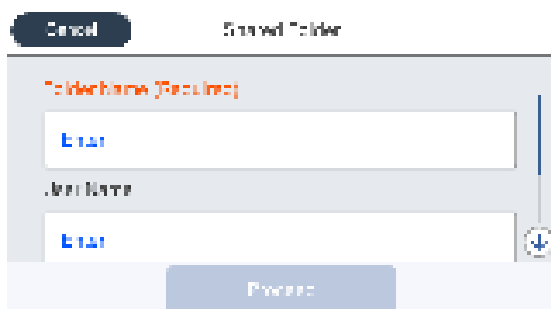 Cancel
Shared Folder
Folder Name (Required)
Enter
User Name
Enter
Proceed